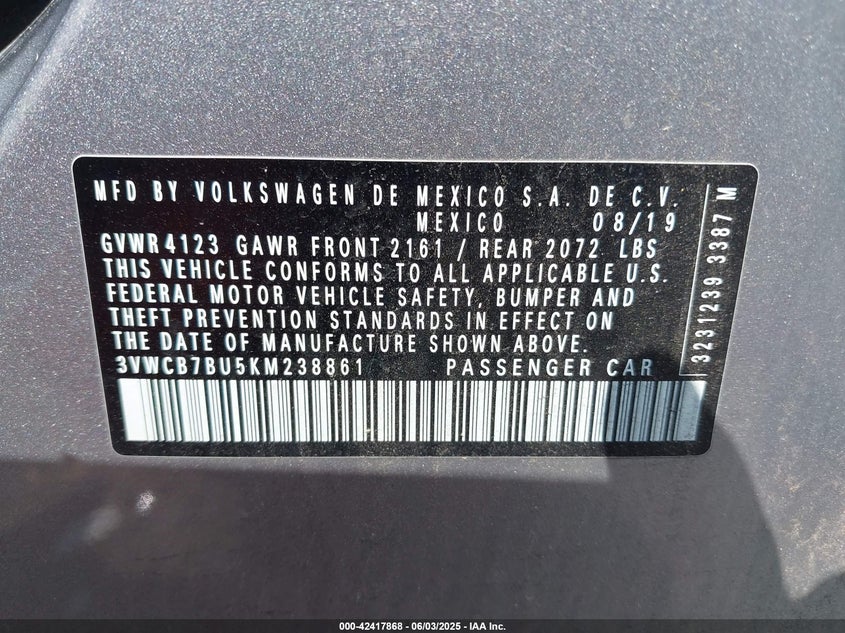 MFD BY VOLKSWAGEN DE MEXICO S.A. DE C.V.
MEXICO 08/19
GVWR 4123 GAWR FRONT 2161 / REAR 2072 LBS
THIS VEHICLE CONFORMS TO ALL APPLICABLE U.S.
FEDERAL MOTOR VEHICLE SAFETY, BUMPER AND
THEFT PREVENTION STANDARDS IN EFFECT ON
THE DATE OF MANUFACTURE SHOWN ABOVE.
3VWCB7BU5KM238861 PASSENGER CAR
3231239 3387 M
000-42417868 - 06/03/2025 - IAA Inc.